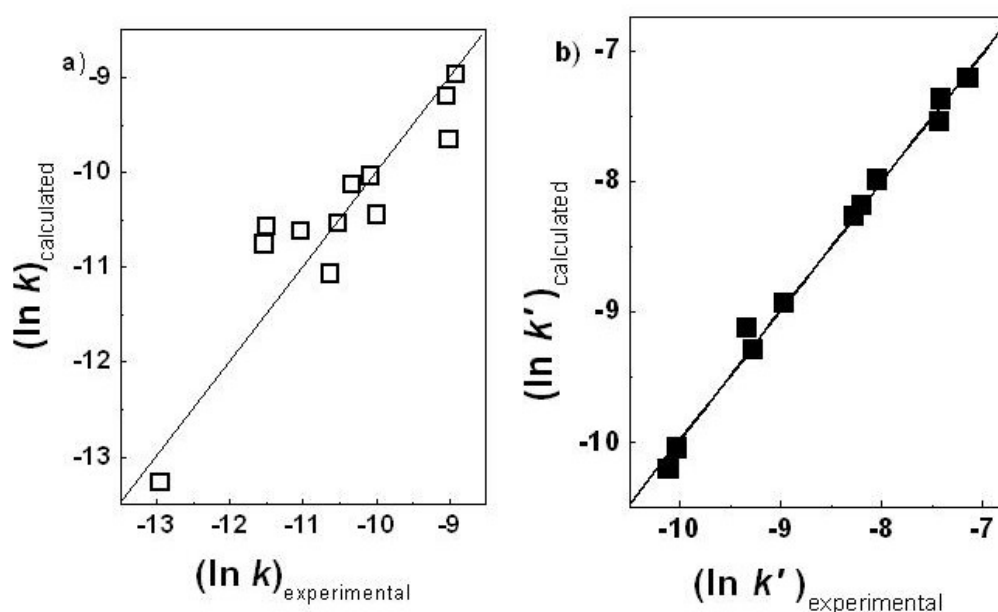 a)
-9
-10
-11
-12
-13
(ln k)calculated
-13 -12 -11 -10 -9
(ln k)experimental
b)
-7
-8
-9
-10
(ln k′)calculated
-10 -9 -8 -7
(ln k′)experimental